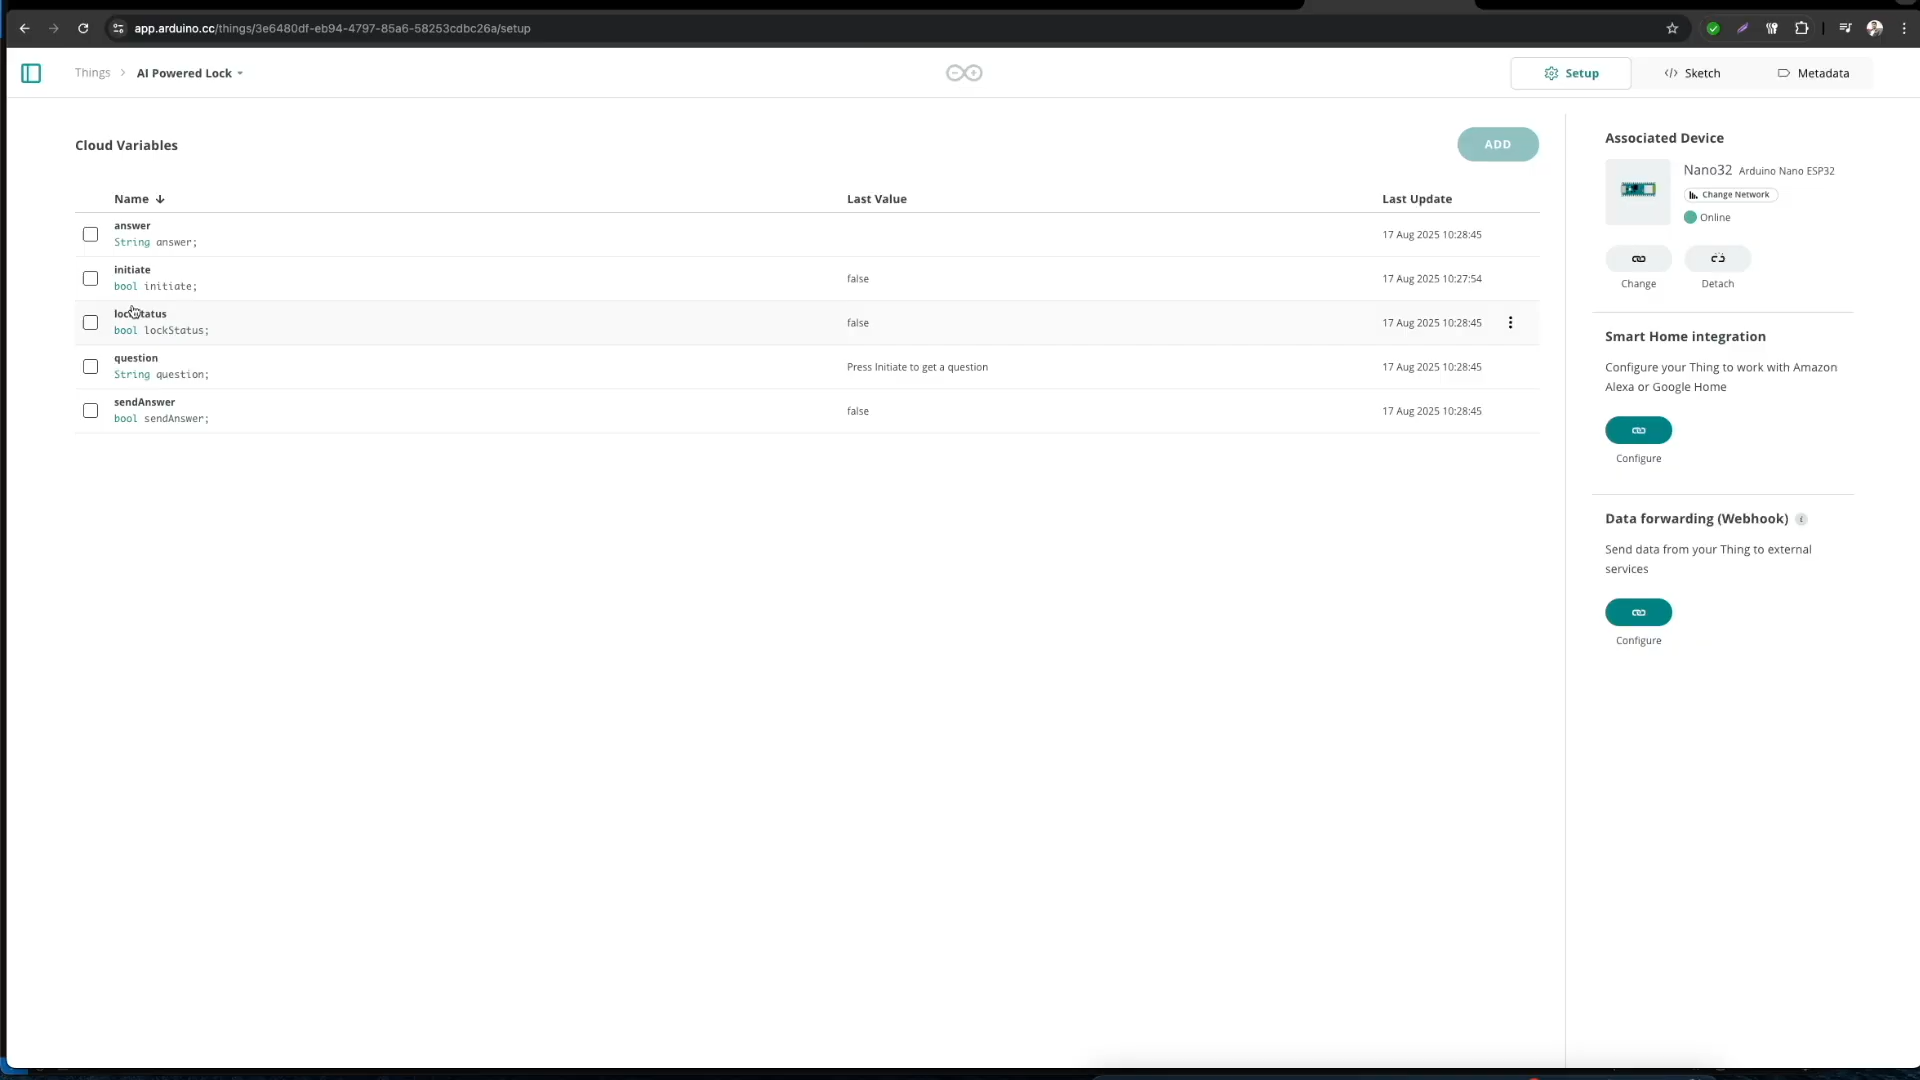 app.arduino.cc/things/3e6480df-eb94-4797-85a6-58253cdbc26a/setup
Things > AI Powered Lock
Setup
</> Sketch
Metadata
Cloud Variables
ADD
Name ↓ Last Value Last Update
answer
String answer; 17 Aug 2025 10:28:45
initiate
bool initiate; false 17 Aug 2025 10:27:54
lockStatus
bool lockStatus; false 17 Aug 2025 10:28:45
question
String question; Press Initiate to get a question 17 Aug 2025 10:28:45
sendAnswer
bool sendAnswer; false 17 Aug 2025 10:28:45
Associated Device
Nano32 Arduino Nano ESP32
Change Network
Online
Change Detach
Smart Home integration
Configure your Thing to work with Amazon
Alexa or Google Home
Configure
Data forwarding (Webhook) i
Send data from your Thing to external
services
Configure